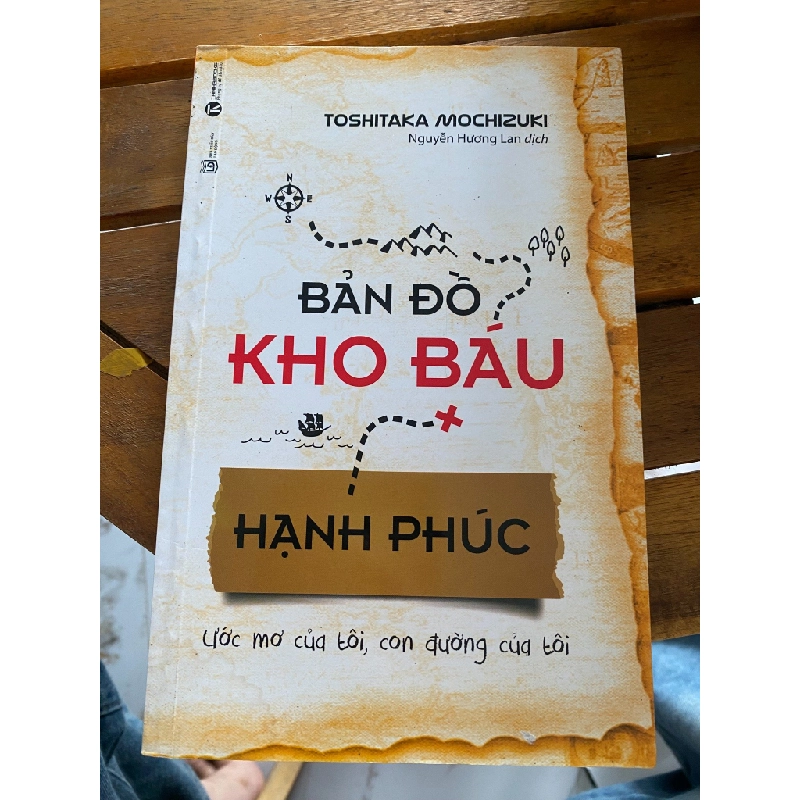 TOSHITAKA MOCHIZUKI
Nguyễn Hương Lan dịch
N
W E
S
BẢN ĐỒ
KHO BÁU
HẠNH PHÚC
Ước mơ của tôi, con đường của tôi